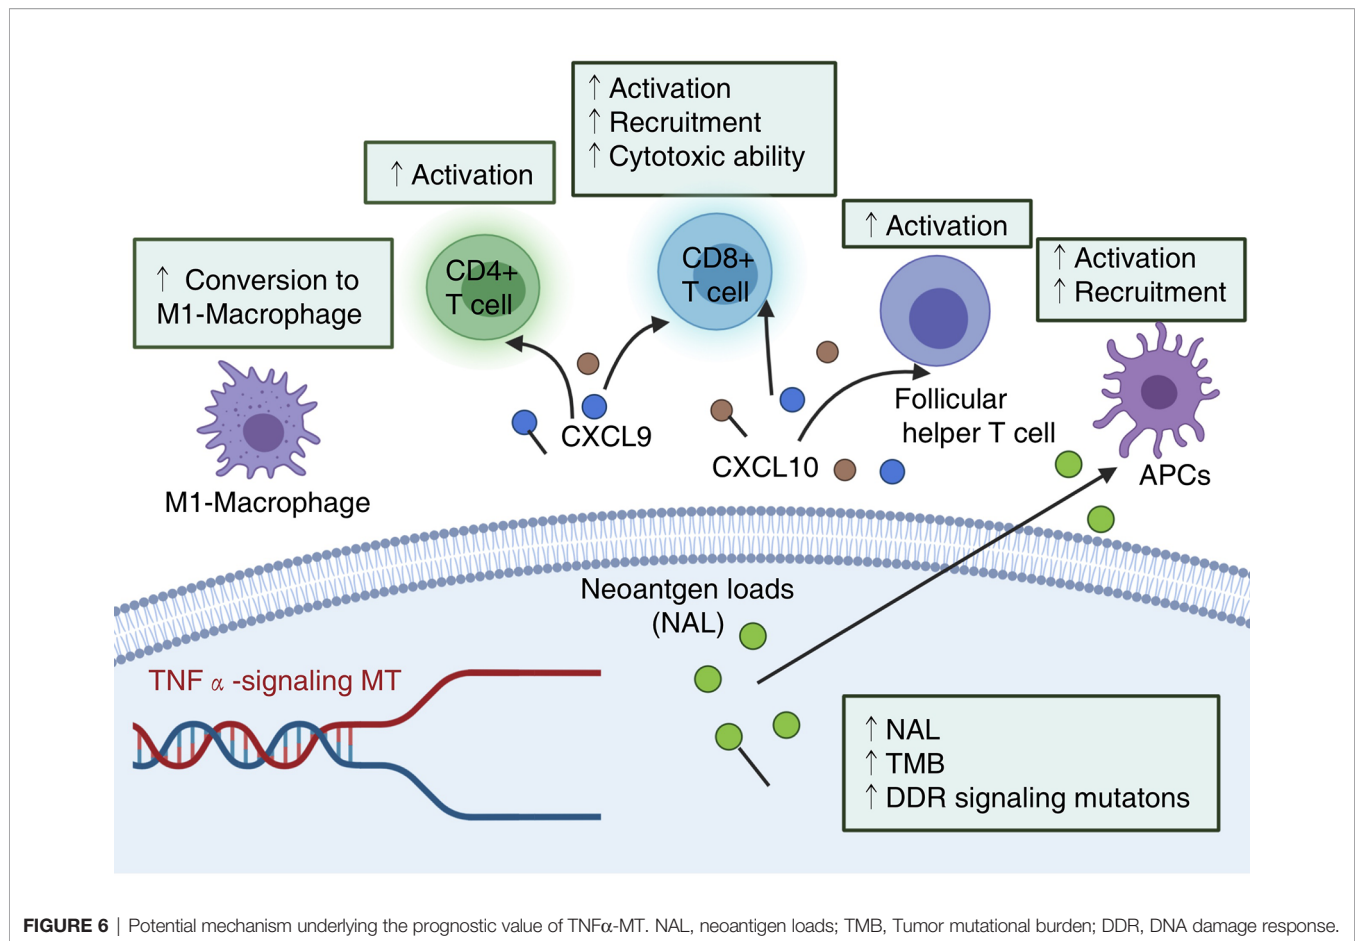 ↑ Activation
↑ Recruitment
↑ Cytotoxic ability
↑ Activation
↑ Activation
↑ Conversion to
M1-Macrophage
↑ Activation
↑ Recruitment
CD4+
T cell
CD8+
T cell
Follicular
helper T cell
CXCL9
CXCL10
APCs
M1-Macrophage
Neoantgen loads
(NAL)
TNF α -signaling MT
↑ NAL
↑ TMB
↑ DDR signaling mutatons
FIGURE 6 | Potential mechanism underlying the prognostic value of TNFα-MT. NAL, neoantigen loads; TMB, Tumor mutational burden; DDR, DNA damage response.